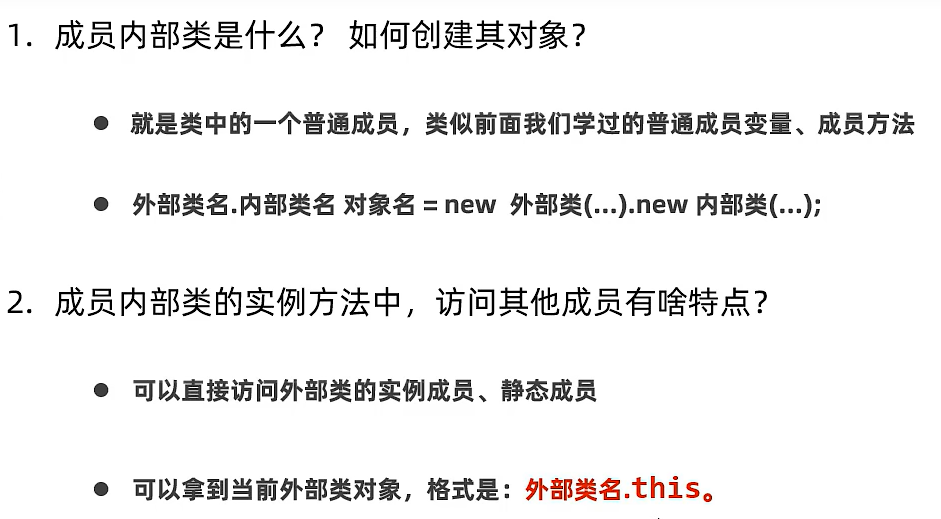 1. 成员内部类是什么? 如何创建其对象?
● 就是类中的一个普通成员，类似前面我们学过的普通成员变量、成员方法
● 外部类名.内部类名 对象名 = new 外部类(...).new 内部类(...);
2. 成员内部类的实例方法中，访问其他成员有啥特点?
● 可以直接访问外部类的实例成员、静态成员
● 可以拿到当前外部类对象，格式是：外部类名.this。